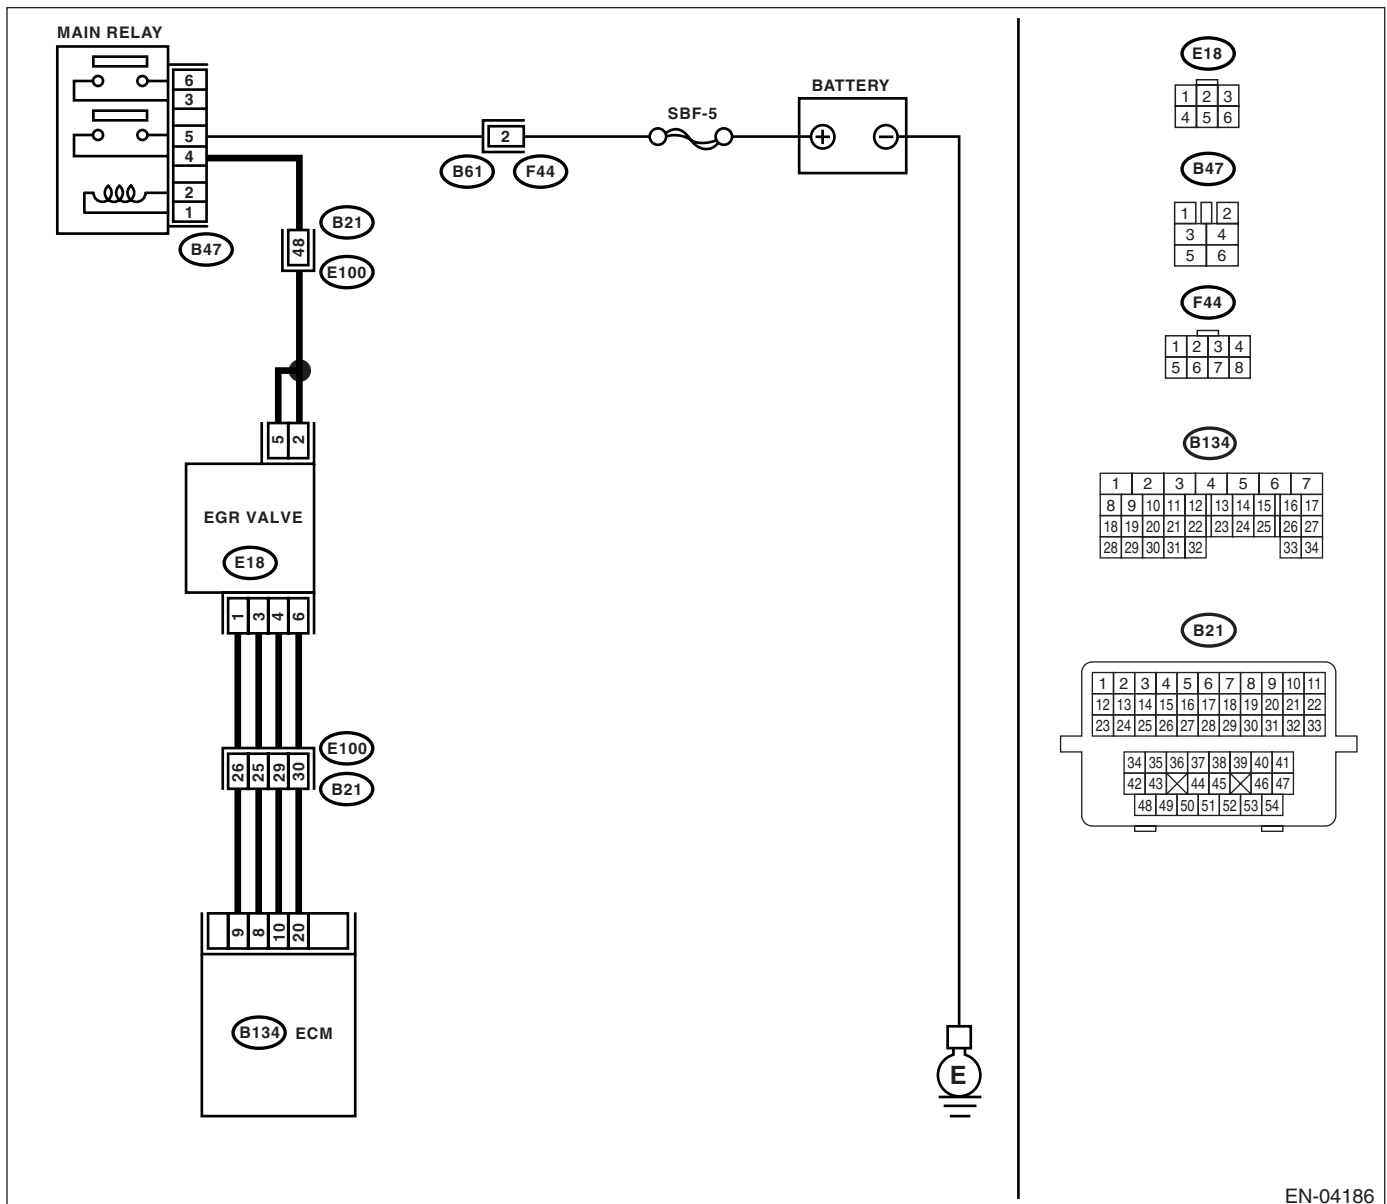 MAIN RELAY
6
3
5
4
2
1
B47
2
B61 F44
SBF-5
BATTERY
+ −
B21
48
E100
5 2
EGR VALVE
E18
1 3 4 6
E100
26 25 29 30
B21
9 8 10 20
B134 ECM
E
E18
1 2 3
4 5 6
B47
1 2
3 4
5 6
F44
1 2 3 4
5 6 7 8
B134
1 2 3 4 5 6 7
8 9 10 11 12 13 14 15 16 17
18 19 20 21 22 23 24 25 26 27
28 29 30 31 32 33 34
B21
1 2 3 4 5 6 7 8 9 10 11
12 13 14 15 16 17 18 19 20 21 22
23 24 25 26 27 28 29 30 31 32 33
34 35 36 37 38 39 40 41
42 43 44 45 46 47
48 49 50 51 52 53 54
EN-04186